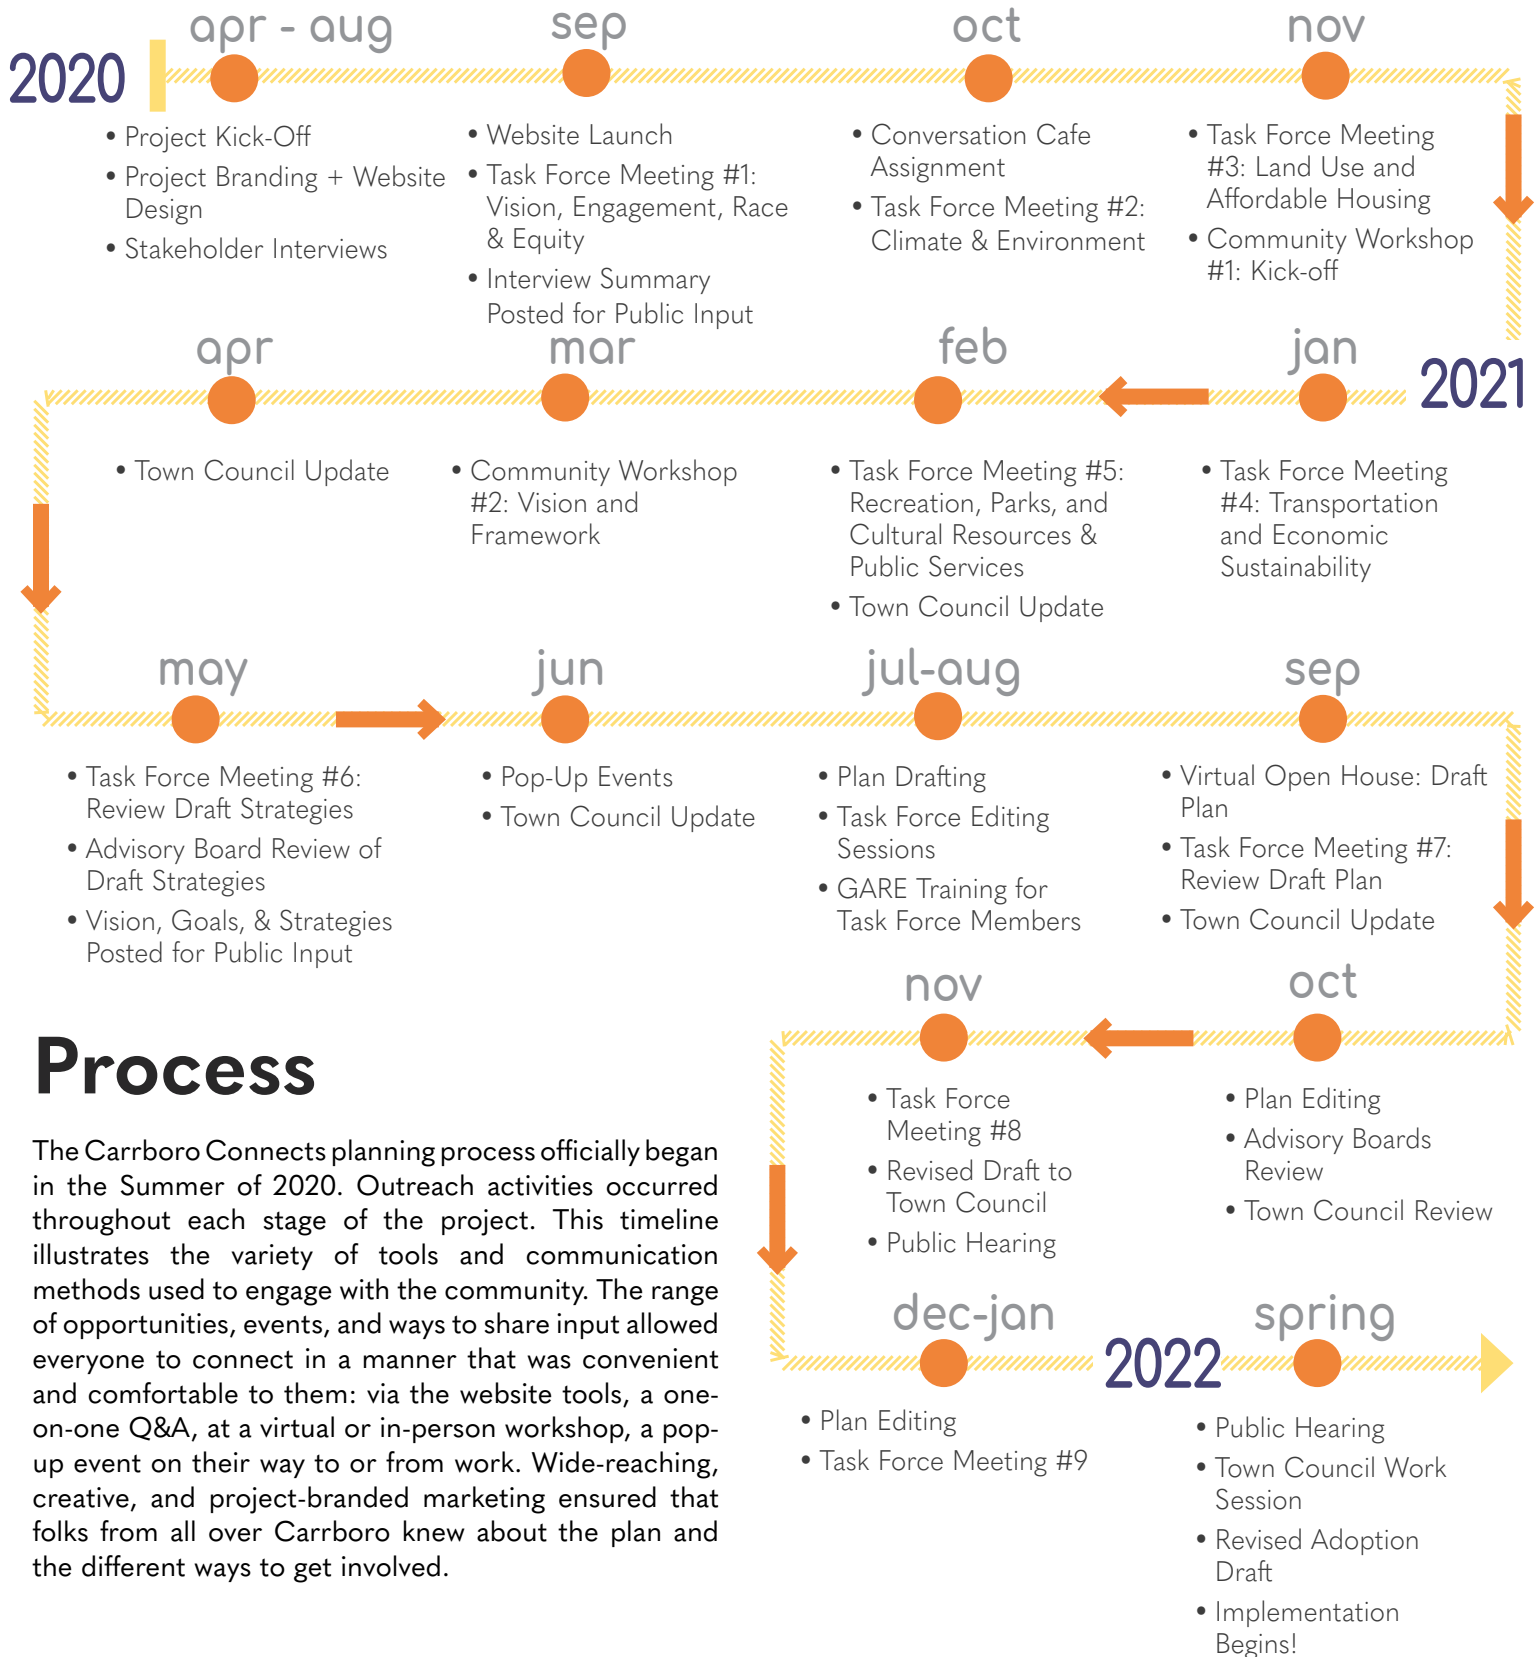 2020
apr - aug
• Project Kick-Off
• Project Branding + Website
Design
• Stakeholder Interviews
sep
• Website Launch
• Task Force Meeting #1:
Vision, Engagement, Race
& Equity
• Interview Summary
Posted for Public Input
oct
• Conversation Cafe
Assignment
• Task Force Meeting #2:
Climate & Environment
nov
• Task Force Meeting
#3: Land Use and
Affordable Housing
• Community Workshop
#1: Kick-off
2021
jan
• Task Force Meeting
#4: Transportation
and Economic
Sustainability
feb
• Task Force Meeting #5:
Recreation, Parks, and
Cultural Resources &
Public Services
• Town Council Update
mar
• Community Workshop
#2: Vision and
Framework
apr
• Town Council Update
may
• Task Force Meeting #6:
Review Draft Strategies
• Advisory Board Review of
Draft Strategies
• Vision, Goals, & Strategies
Posted for Public Input
jun
• Pop-Up Events
• Town Council Update
jul-aug
• Plan Drafting
• Task Force Editing
Sessions
• GARE Training for
Task Force Members
sep
• Virtual Open House: Draft
Plan
• Task Force Meeting #7:
Review Draft Plan
• Town Council Update
oct
• Plan Editing
• Advisory Boards
Review
• Town Council Review
nov
• Task Force
Meeting #8
• Revised Draft to
Town Council
• Public Hearing
dec-jan
• Plan Editing
• Task Force Meeting #9
2022
spring
• Public Hearing
• Town Council Work
Session
• Revised Adoption
Draft
• Implementation
Begins!
Process
The Carrboro Connects planning process officially began
in the Summer of 2020. Outreach activities occurred
throughout each stage of the project. This timeline
illustrates the variety of tools and communication
methods used to engage with the community. The range
of opportunities, events, and ways to share input allowed
everyone to connect in a manner that was convenient
and comfortable to them: via the website tools, a one-
on-one Q&A, at a virtual or in-person workshop, a pop-
up event on their way to or from work. Wide-reaching,
creative, and project-branded marketing ensured that
folks from all over Carrboro knew about the plan and
the different ways to get involved.